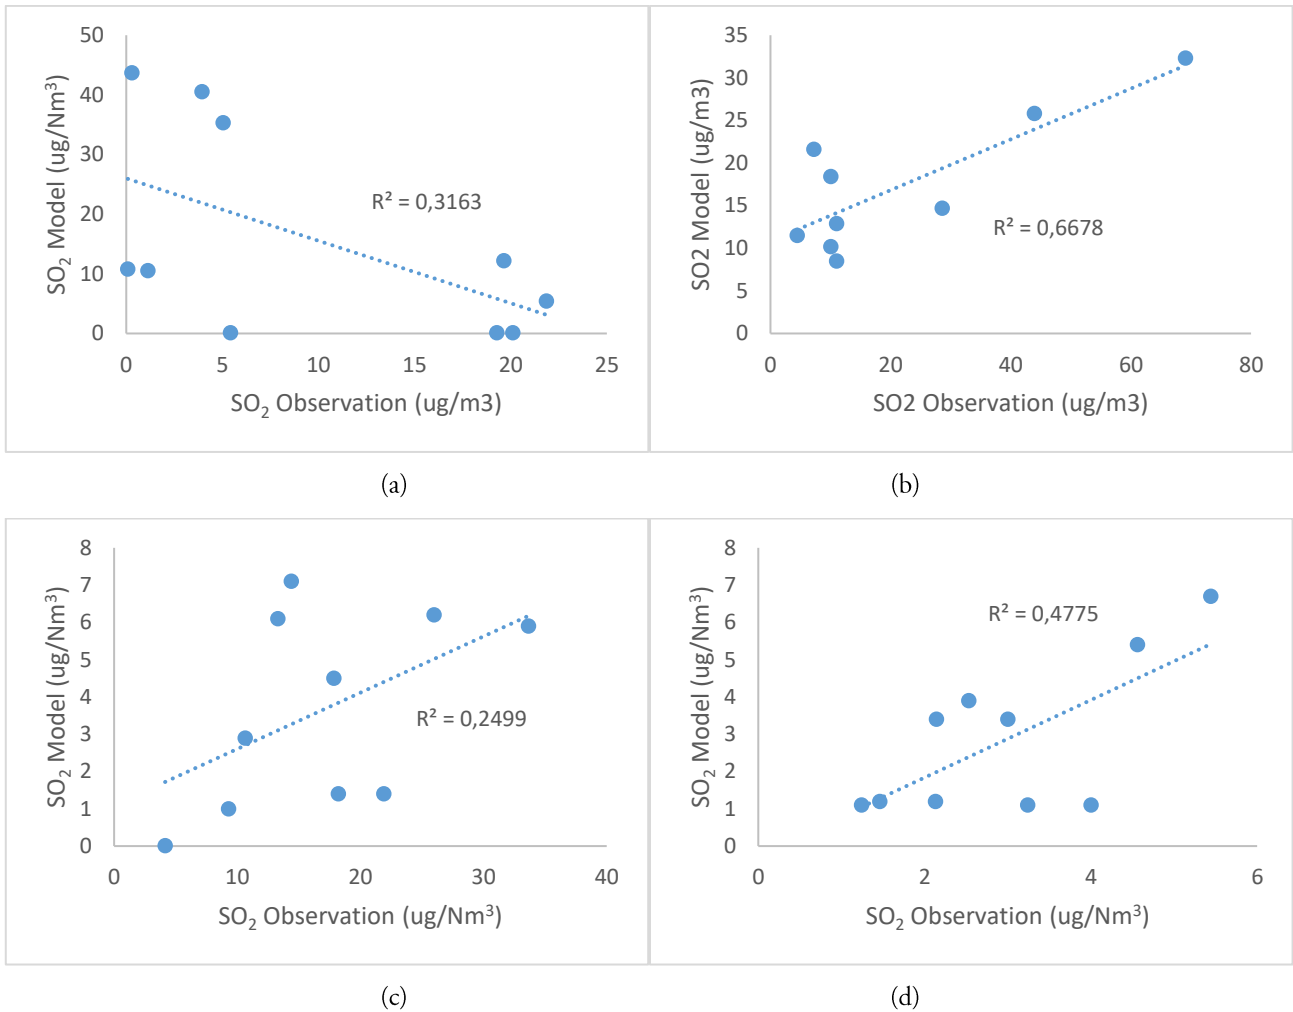 50
40
30
20
10
0
SO₂ Model (ug/Nm³)
R² = 0,3163
0 5 10 15 20 25
SO₂ Observation (ug/m3)
(a)
35
30
25
20
15
10
5
0
SO2 Model (ug/m3)
R² = 0,6678
0 20 40 60 80
SO2 Observation (ug/m3)
(b)
8
7
6
5
4
3
2
1
0
SO₂ Model (ug/Nm³)
R² = 0,2499
0 10 20 30 40
SO₂ Observation (ug/Nm³)
(c)
8
7
6
5
4
3
2
1
0
SO₂ Model (ug/Nm³)
R² = 0,4775
0 2 4 6
SO₂ Observation (ug/Nm³)
(d)